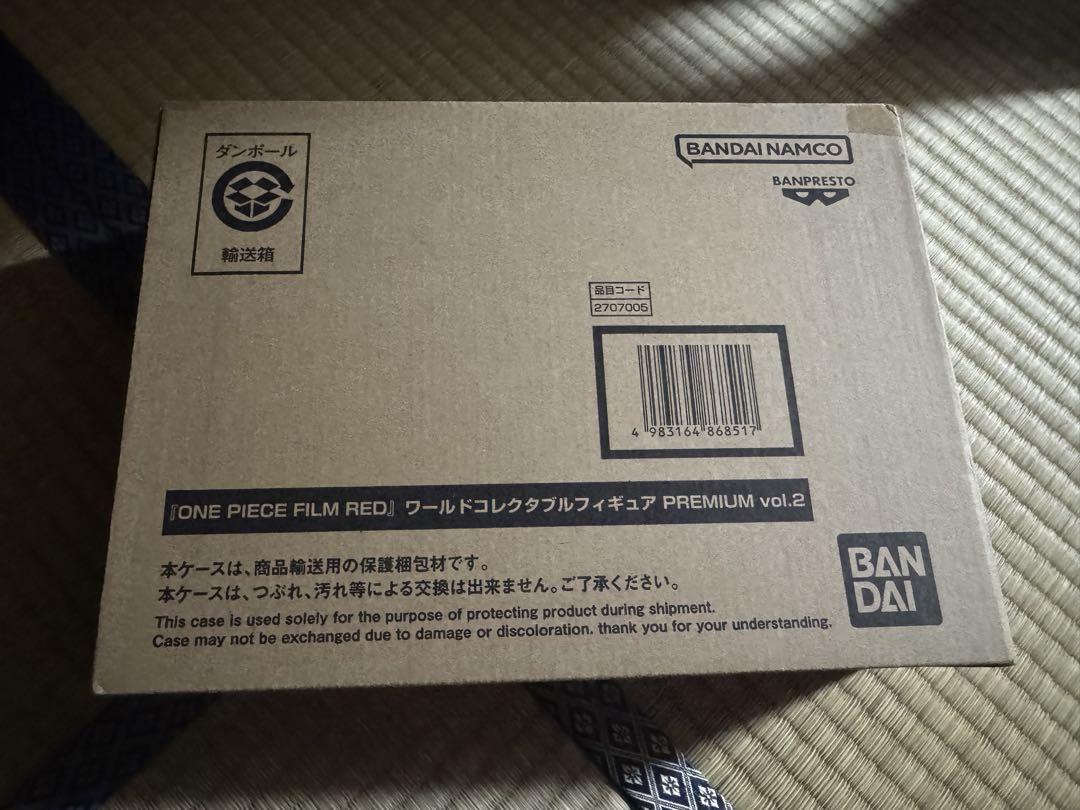 ダンボール
輸送箱
BANDAI NAMCO
BANPRESTO
品目コード
2707005
4 983164 868517
『ONE PIECE FILM RED』 ワールドコレクタブルフィギュア PREMIUM vol.2
本ケースは、商品輸送用の保護梱包材です。
本ケースは、つぶれ、汚れ等による交換は出来ません。ご了承ください。
This case is used solely for the purpose of protecting product during shipment.
Case may not be exchanged due to damage or discoloration. thank you for your understanding.
BAN
DAI